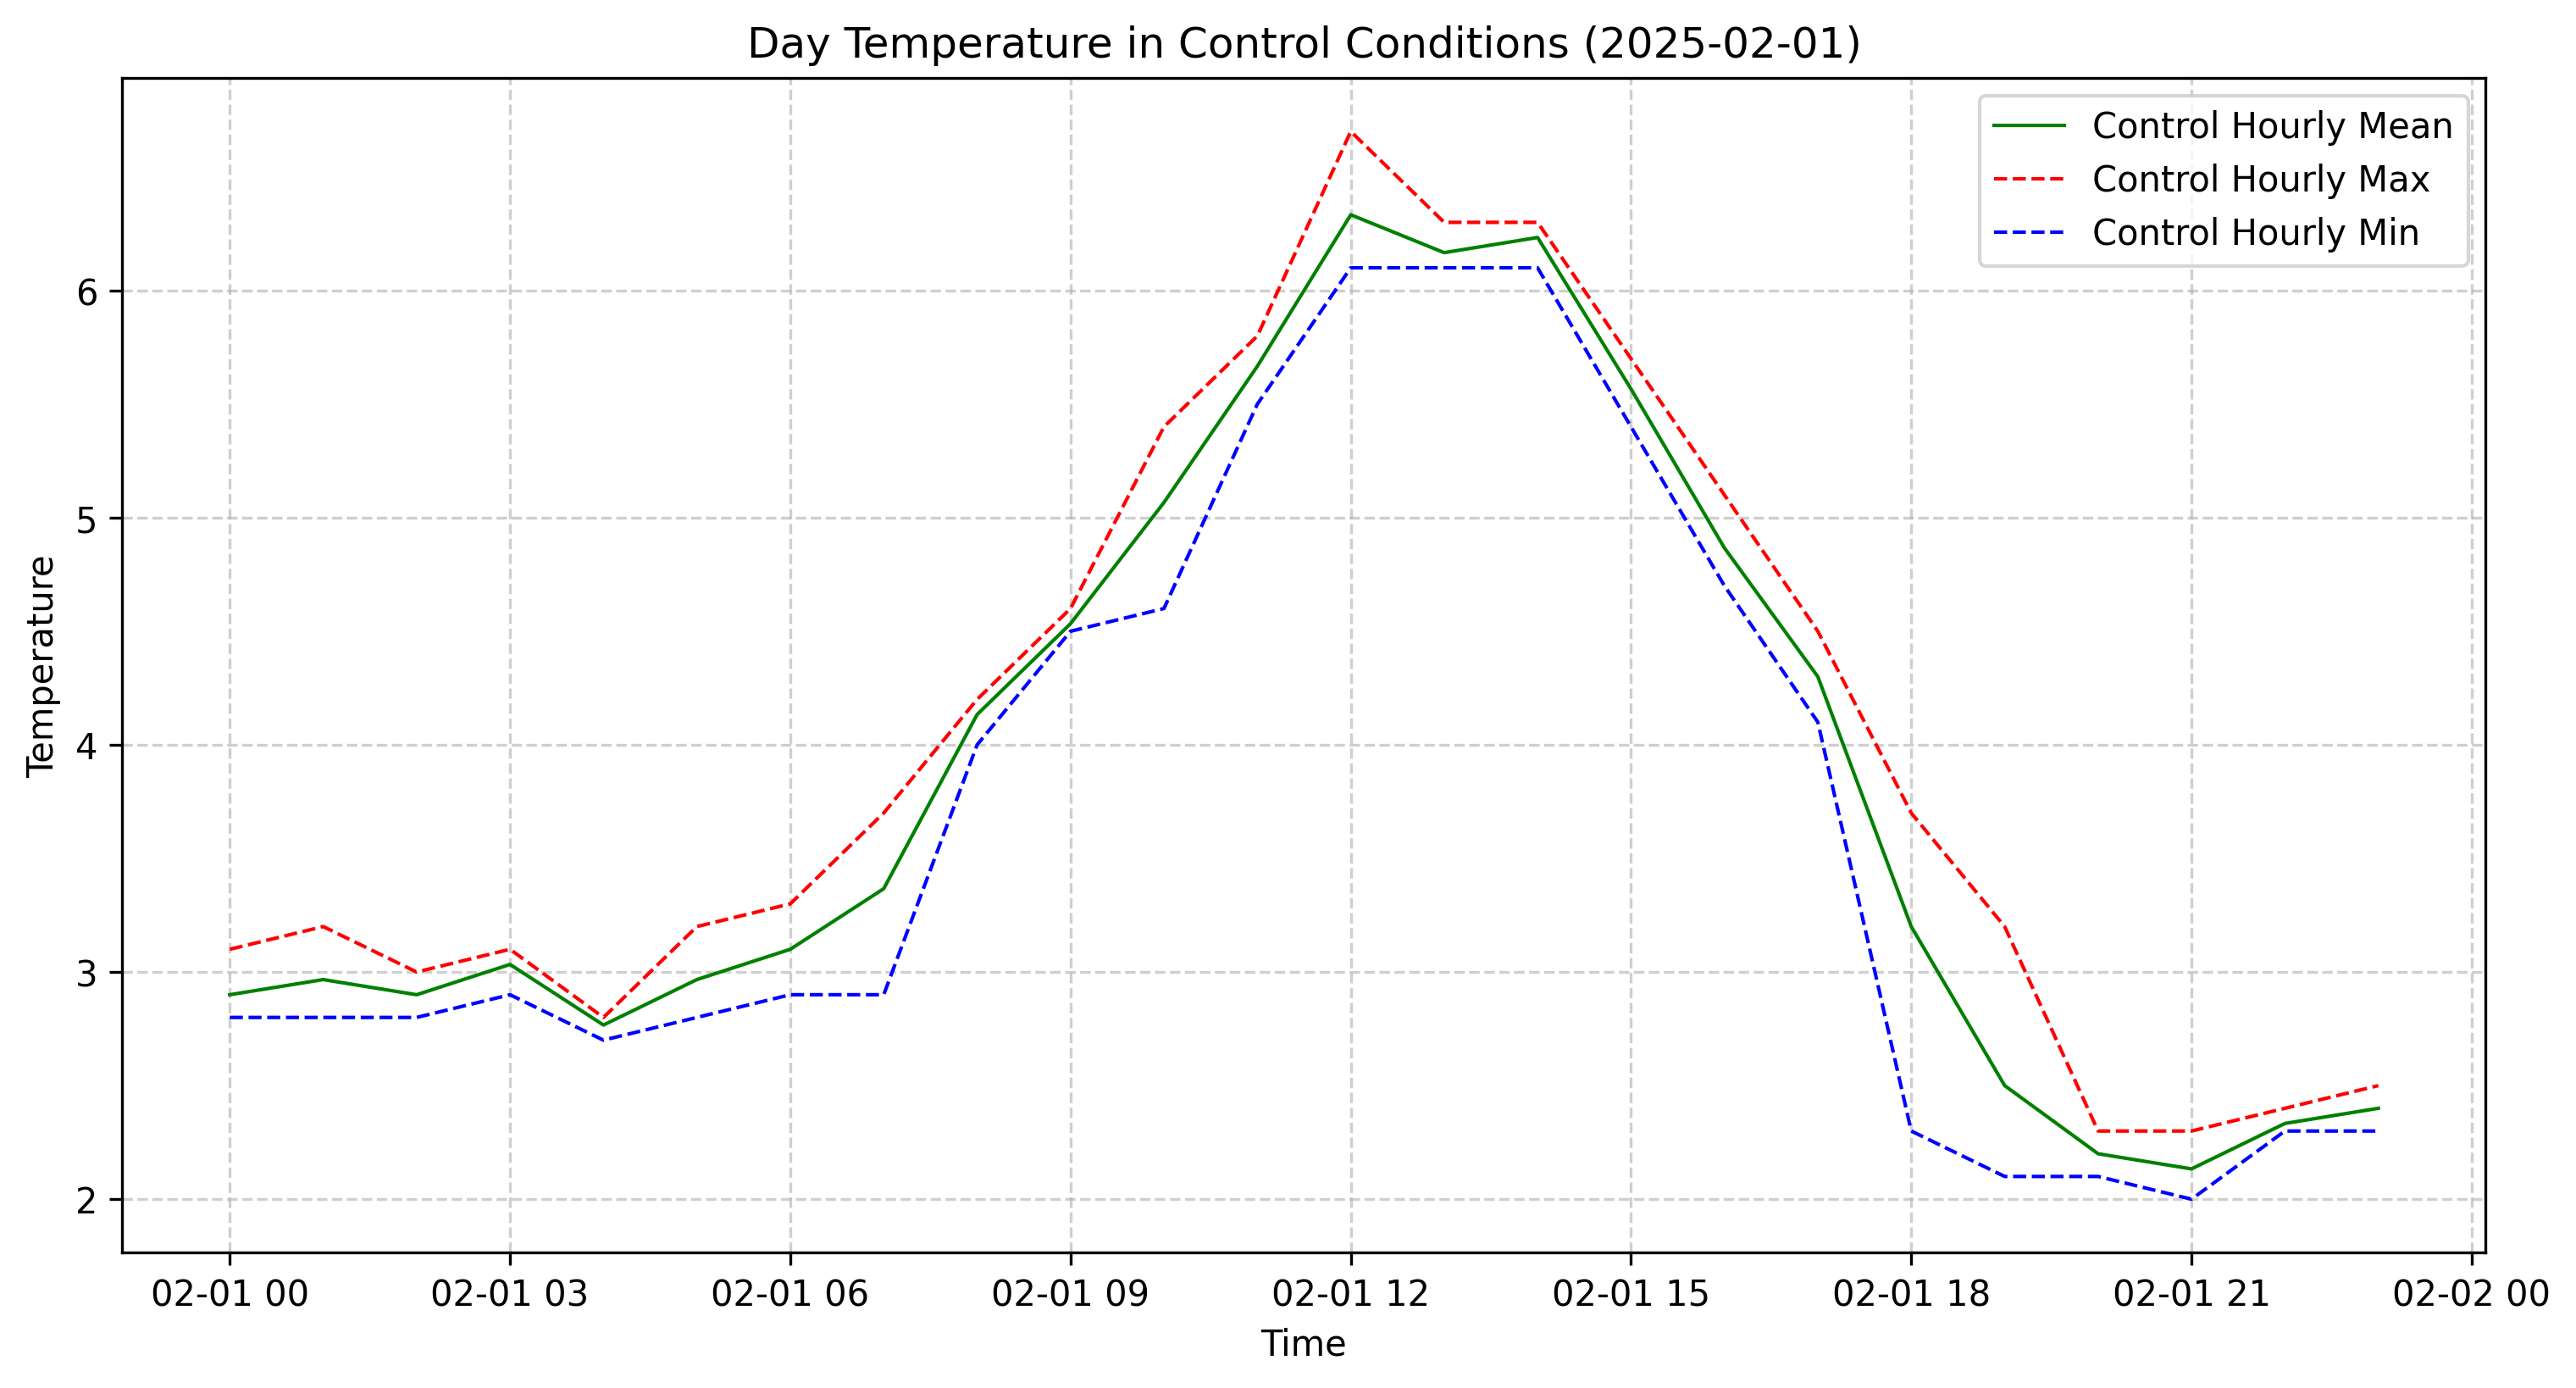 Day Temperature in Control Conditions (2025-02-01)
Control Hourly Mean
Control Hourly Max
Control Hourly Min
Temperature
6
5
4
3
2
02-01 00 02-01 03 02-01 06 02-01 09 02-01 12 02-01 15 02-01 18 02-01 21 02-02 00
Time